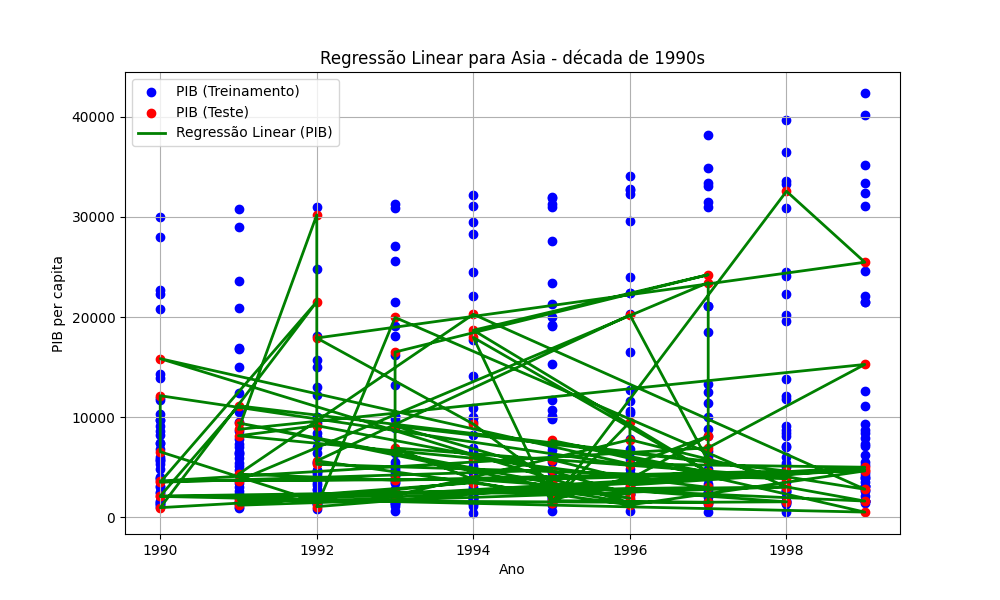 Regressão Linear para Asia - década de 1990s
PIB (Treinamento)
PIB (Teste)
Regressão Linear (PIB)
PIB per capita
40000
30000
20000
10000
0
1990
1992
1994
1996
1998
Ano